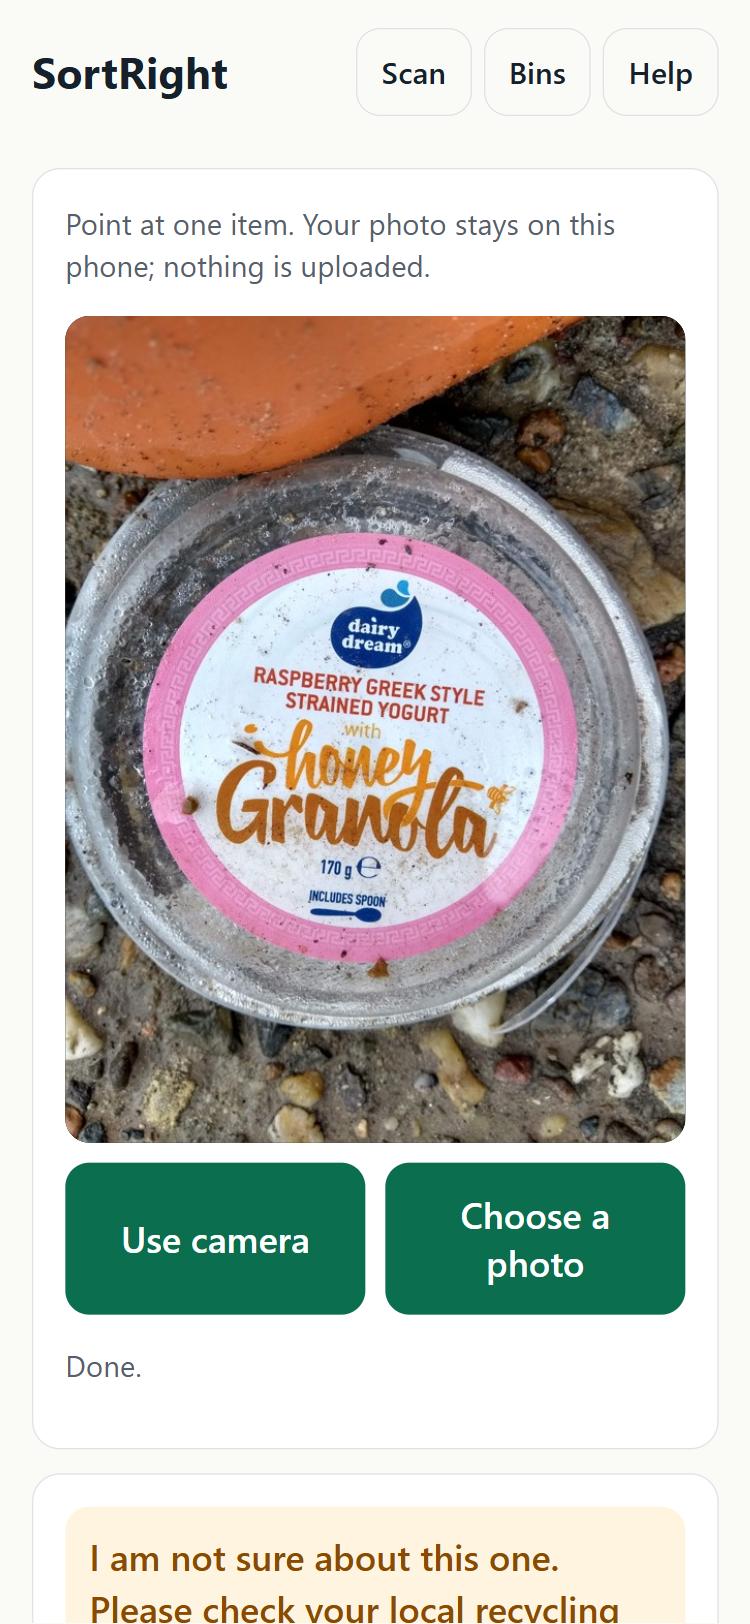 SortRight
Scan
Bins
Help
Point at one item. Your photo stays on this
phone; nothing is uploaded.
dairy
dream®
RASPBERRY GREEK STYLE
STRAINED YOGURT
with
honey
Granola
170 g ℮
INCLUDES SPOON
Use camera
Choose a
photo
Done.
I am not sure about this one.
Please check your local recycling